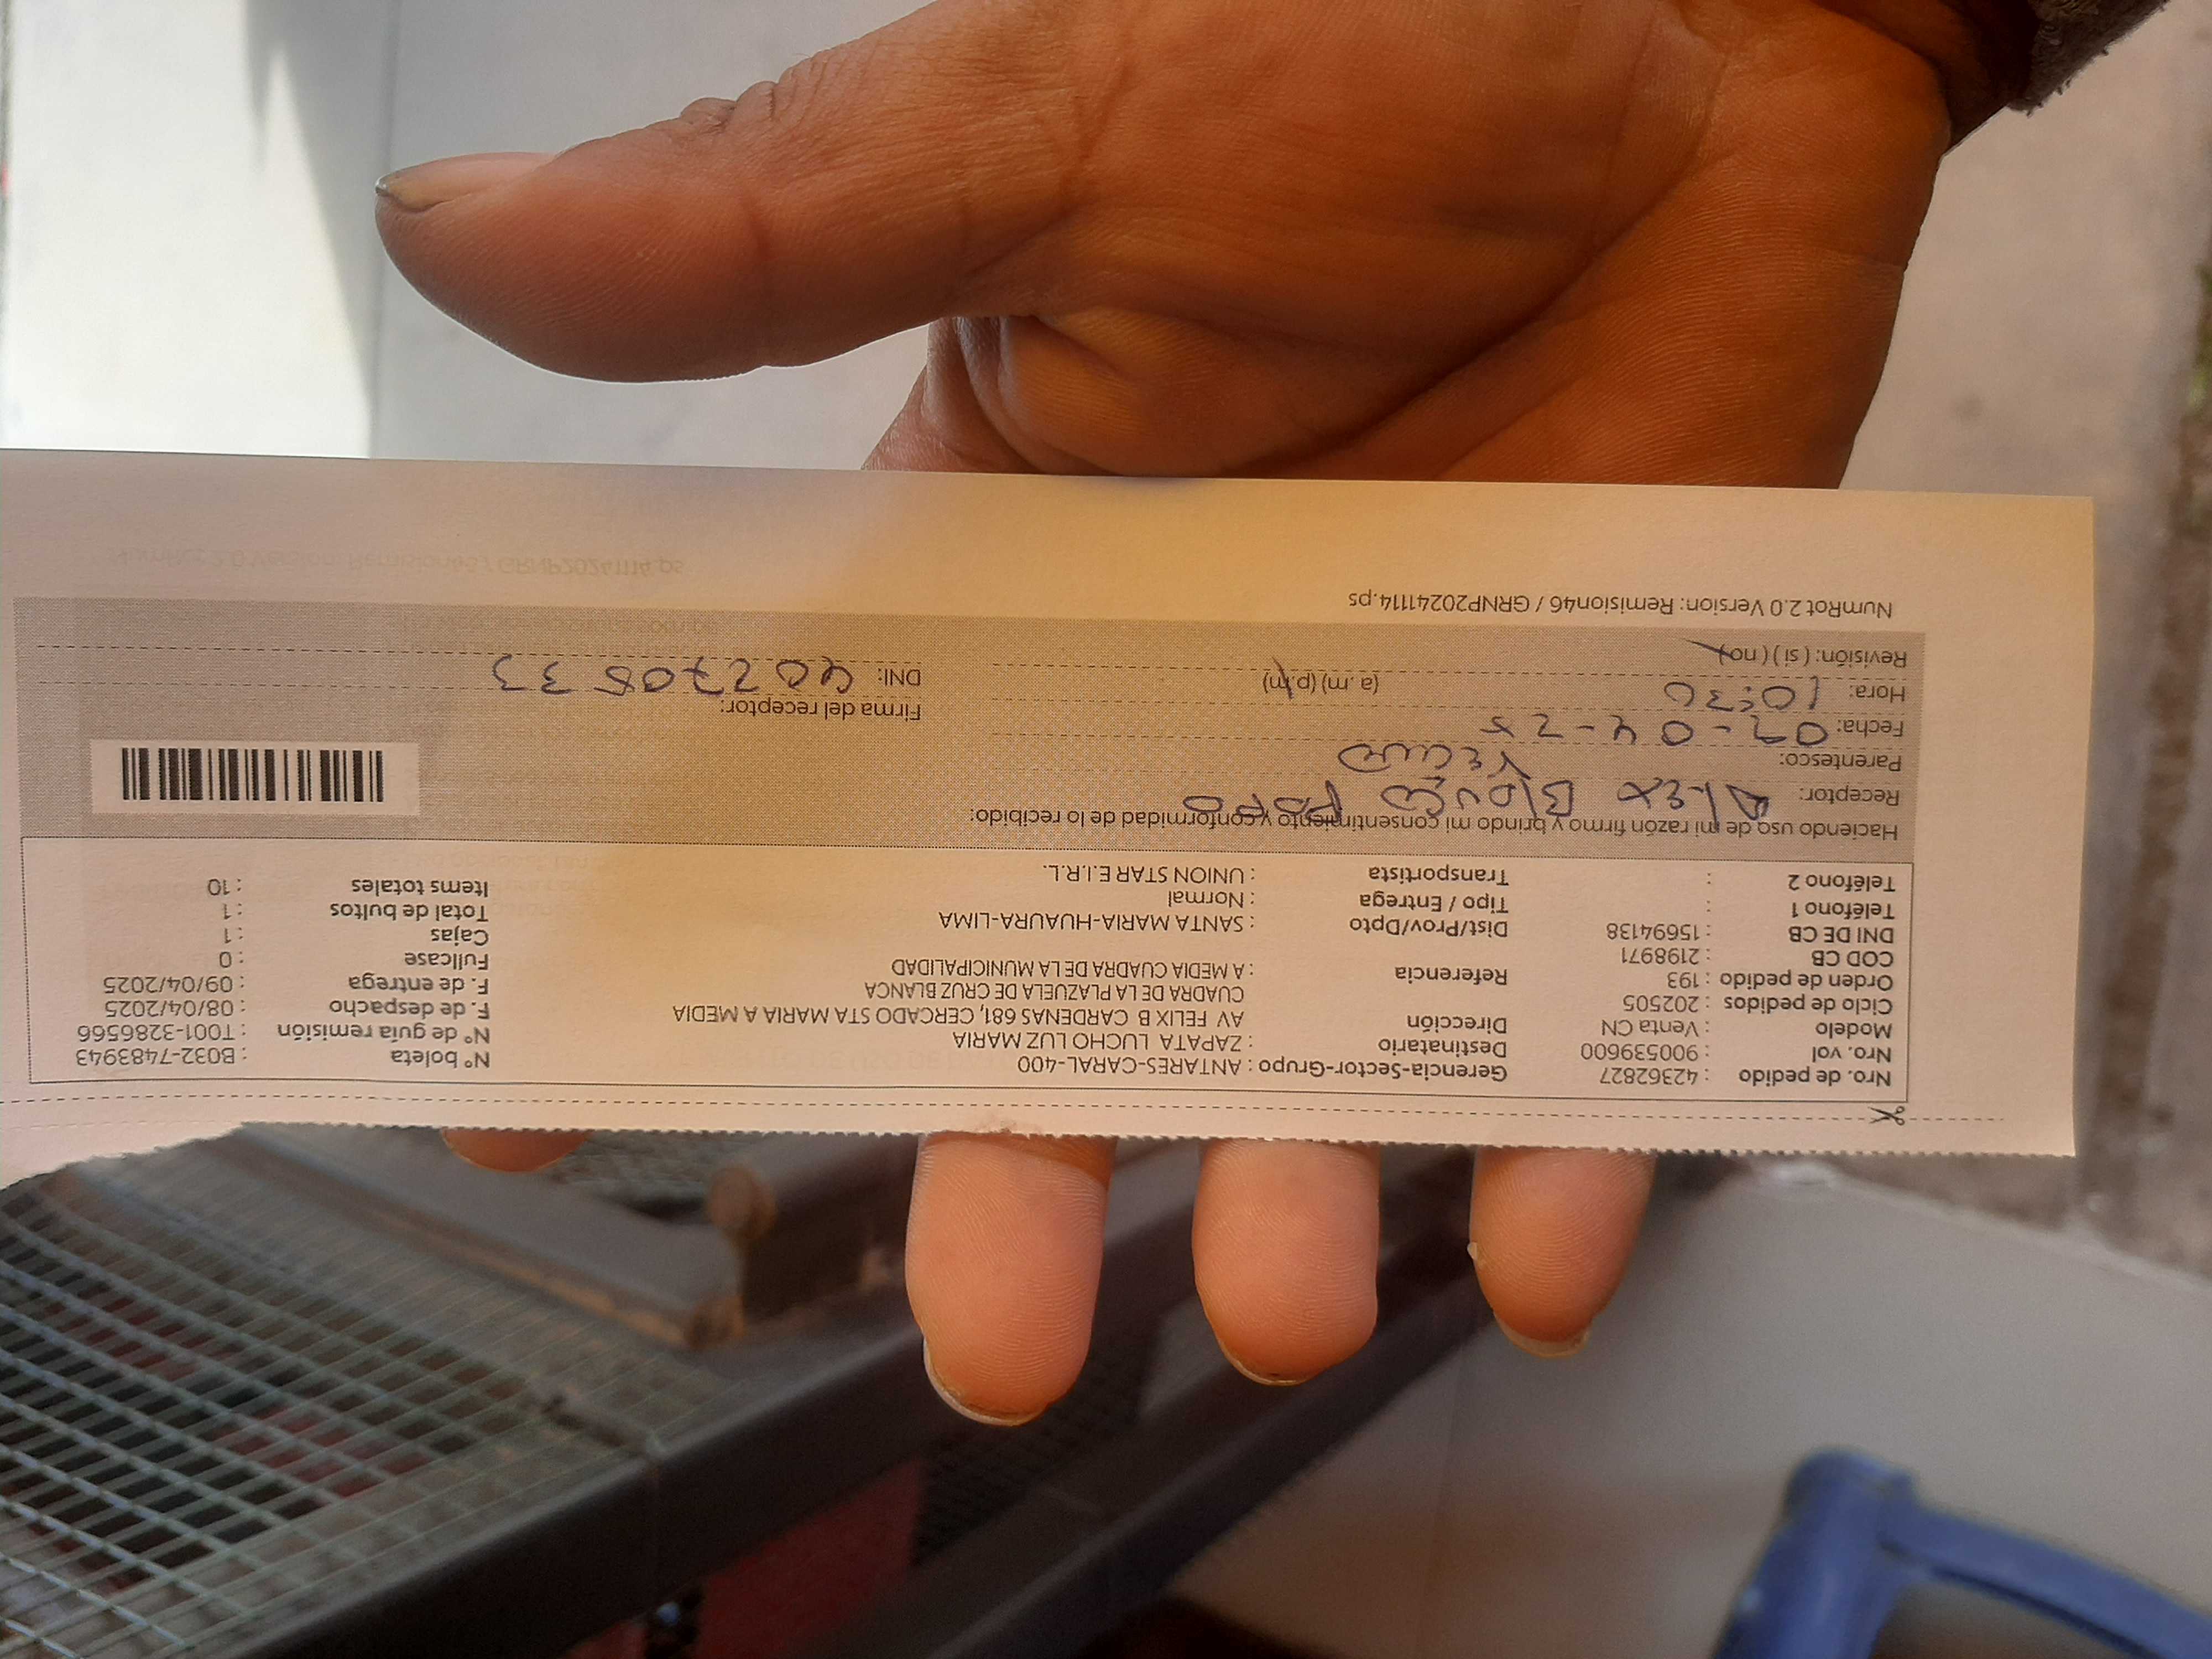 Nro. de pedido : 42362827 Gerencia-Sector-Grupo : ANTARES-CARAL-400 N° boleta : B032-7483943
Nro. vol : 900539600 Destinatario : ZAPATA LUCHO LUZ MARIA N° de guía remisión : T001-3286566
Modelo : Venta CN Dirección AV FELIX B CARDENAS 681, CERCADO STA MARIA A MEDIA F. de despacho : 08/04/2025
Ciclo de pedidos : 202505 CUADRA DE LA PLAZUELA DE CRUZ BLANCA F. de entrega : 09/04/2025
Orden de pedido : 193 Referencia : A MEDIA CUADRA DE LA MUNICIPALIDAD Fullcase : 0
COD CB : 2198971 Cajas : 1
DNI DE CB : 15694138 Dist/Prov/Dpto : SANTA MARIA-HUAURA-LIMA Total de bultos : 1
Teléfono 1 : Tipo / Entrega : Normal Items totales : 10
Teléfono 2 : Transportista : UNION STAR E.I.R.L.
Haciendo uso de mi razón firmo y brindo mi consentimiento y conformidad de lo recibido:
Receptor: Alex
Parentesco: Vecino
Fecha: 09-04-25
Hora: 10:30 (a. m) (p.m) Firma del receptor:
Revisión: ( si ) ( no ) DNI: 40270533
NumRot 2.0 Version: Remision46 / GRNP20241114.ps